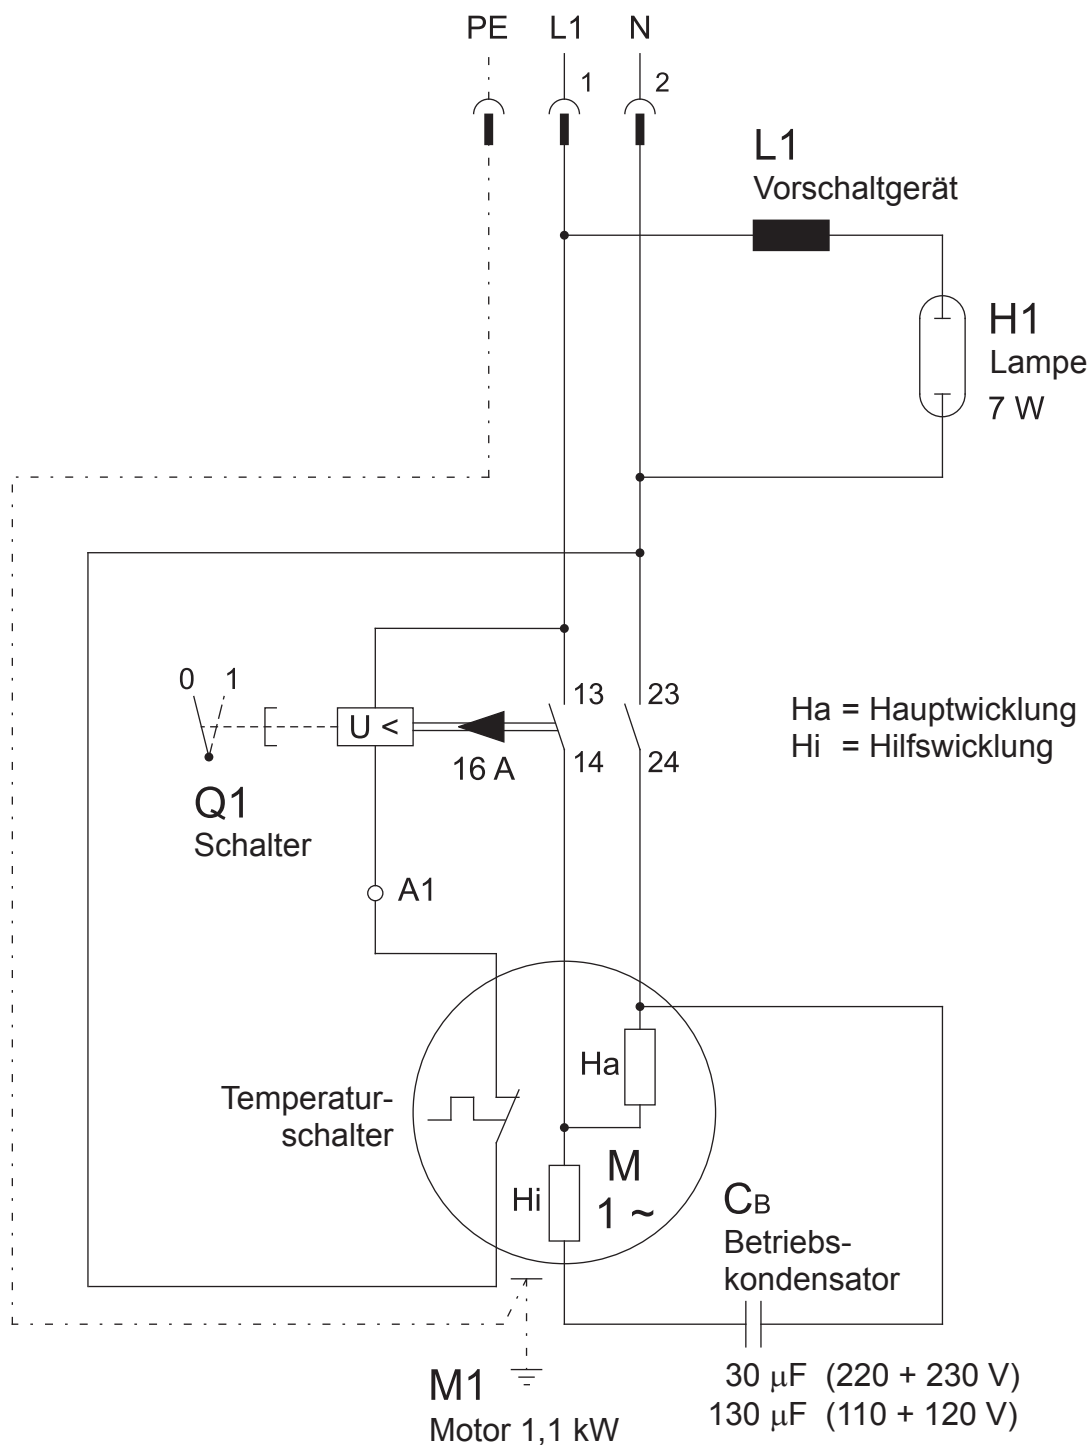 PE L1 N
1 2
L1
Vorschaltgerät
H1
Lampe
7 W
0 1
13 23
U <
16 A
14 24
Ha = Hauptwicklung
Hi = Hilfswicklung
Q1
Schalter
A1
Ha
Temperatur-
schalter
M
Hi 1 ~
CB
Betriebs-
kondensator
30 µF (220 + 230 V)
130 µF (110 + 120 V)
M1
Motor 1,1 kW